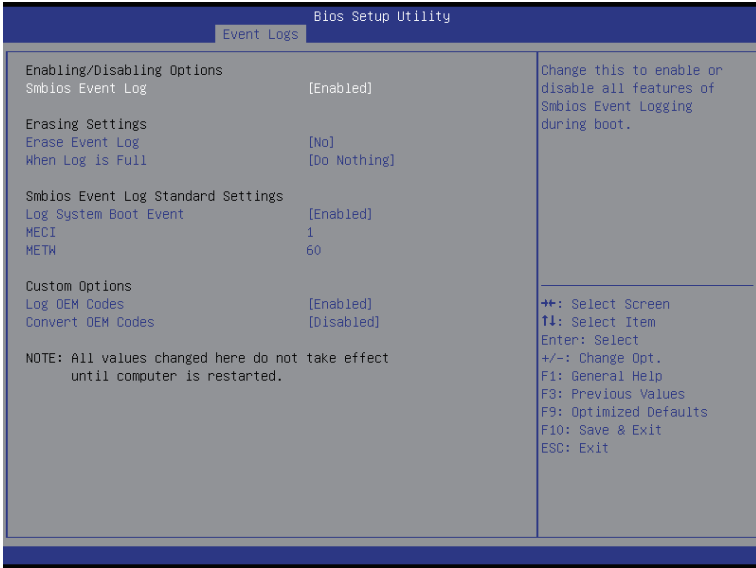 Bios Setup Utility
Event Logs
Enabling/Disabling Options
Smbios Event Log [Enabled]
Erasing Settings
Erase Event Log [No]
When Log is Full [Do Nothing]
Smbios Event Log Standard Settings
Log System Boot Event [Enabled]
MECI 1
METW 60
Custom Options
Log OEM Codes [Enabled]
Convert OEM Codes [Disabled]
NOTE: All values changed here do not take effect
until computer is restarted.
Change this to enable or
disable all features of
Smbios Event Logging
during boot.
→←: Select Screen
↑↓: Select Item
Enter: Select
+/-: Change Opt.
F1: General Help
F3: Previous Values
F9: Optimized Defaults
F10: Save & Exit
ESC: Exit